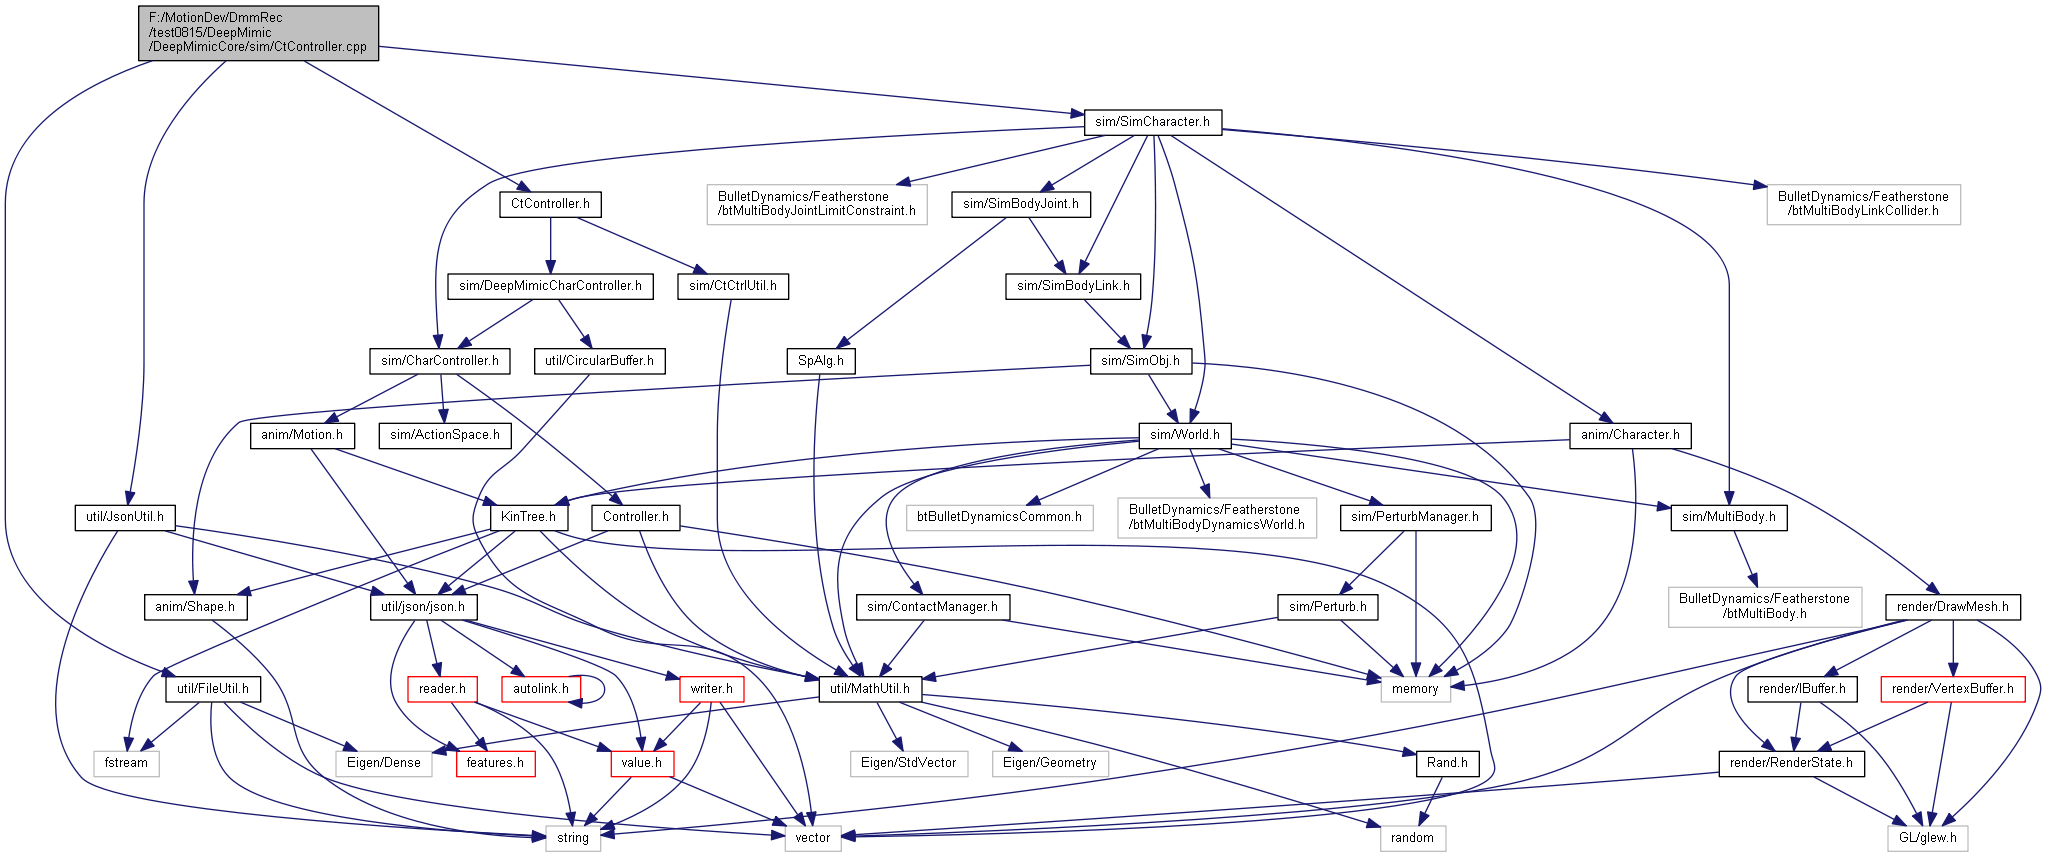 F:/MotionDev/DmmRec
/test0815/DeepMimic
/DeepMimicCore/sim/CtController.cpp
sim/SimCharacter.h
CtController.h
BulletDynamics/Featherstone
/btMultiBodyJointLimitConstraint.h
sim/SimBodyJoint.h
BulletDynamics/Featherstone
/btMultiBodyLinkCollider.h
sim/DeepMimicCharController.h
sim/CtCtrlUtil.h
sim/SimBodyLink.h
sim/CharController.h
util/CircularBuffer.h
SpAlg.h
sim/SimObj.h
anim/Motion.h
sim/ActionSpace.h
sim/World.h
anim/Character.h
util/JsonUtil.h
KinTree.h
Controller.h
btBulletDynamicsCommon.h
BulletDynamics/Featherstone
/btMultiBodyDynamicsWorld.h
sim/PerturbManager.h
sim/MultiBody.h
anim/Shape.h
util/json/json.h
sim/ContactManager.h
sim/Perturb.h
BulletDynamics/Featherstone
/btMultiBody.h
render/DrawMesh.h
util/FileUtil.h
reader.h
autolink.h
writer.h
util/MathUtil.h
memory
render/IBuffer.h
render/VertexBuffer.h
fstream
Eigen/Dense
features.h
value.h
Eigen/StdVector
Eigen/Geometry
Rand.h
render/RenderState.h
string
vector
random
GL/glew.h